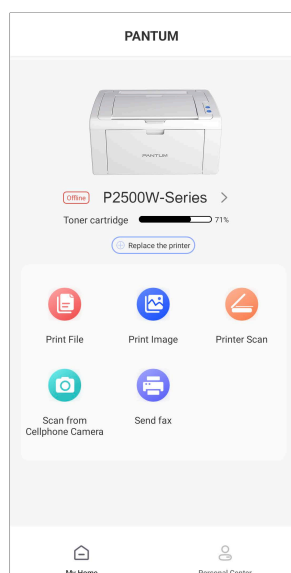 PANTUM
PANTUM
Offline P2500W-Series
Toner cartridge 71%
Replace the printer
Print File Print Image Printer Scan
Scan from Send fax
Cellphone Camera
My Home Personal Center